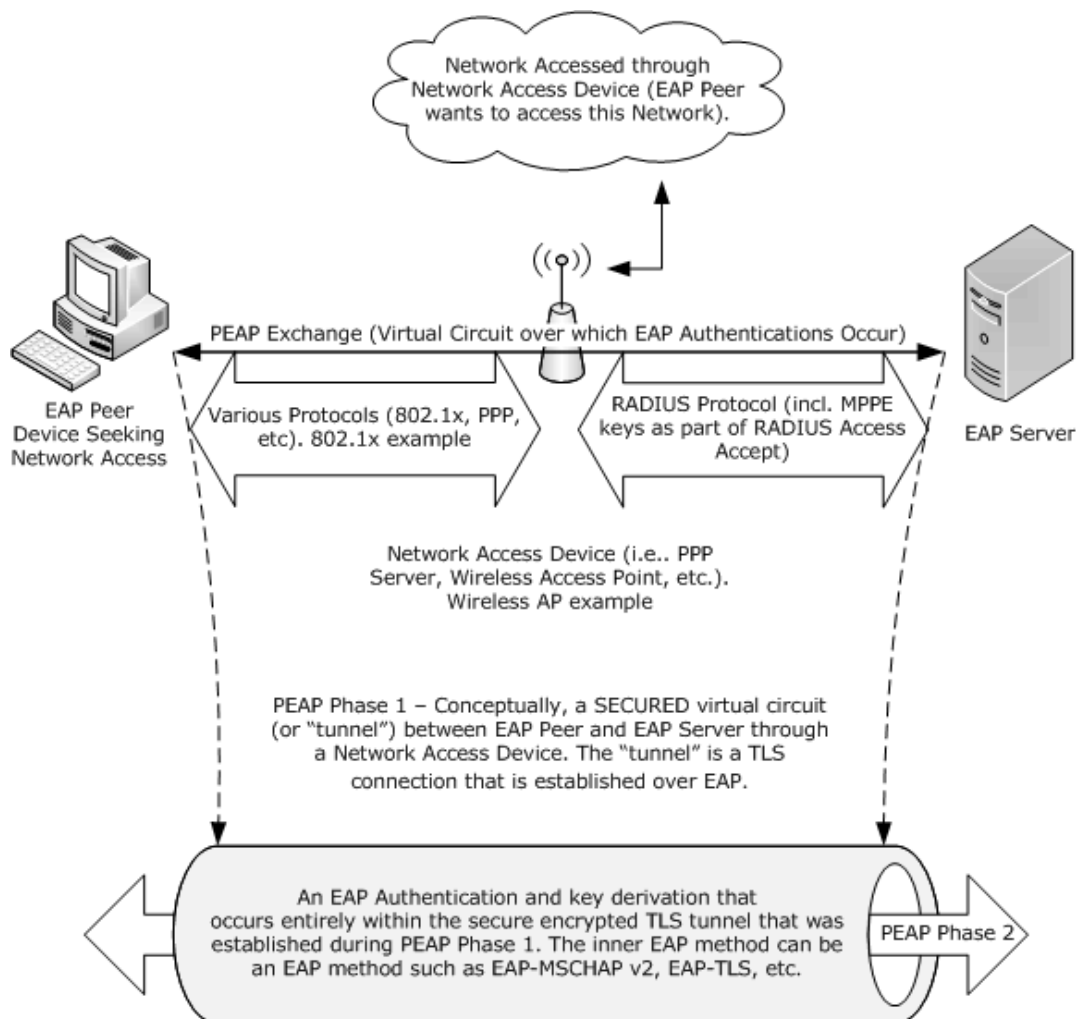 Network Accessed through
Network Access Device (EAP Peer
wants to access this Network).
PEAP Exchange (Virtual Circuit over which EAP Authentications Occur)
EAP Peer
Device Seeking
Network Access
Various Protocols (802.1x, PPP,
etc). 802.1x example
RADIUS Protocol (incl. MPPE
keys as part of RADIUS Access
Accept)
EAP Server
Network Access Device (i.e.. PPP
Server, Wireless Access Point, etc.).
Wireless AP example
PEAP Phase 1 – Conceptually, a SECURED virtual circuit
(or “tunnel”) between EAP Peer and EAP Server through
a Network Access Device. The “tunnel” is a TLS
connection that is established over EAP.
An EAP Authentication and key derivation that
occurs entirely within the secure encrypted TLS tunnel that was
established during PEAP Phase 1. The inner EAP method can be
an EAP method such as EAP-MSCHAP v2, EAP-TLS, etc.
PEAP Phase 2